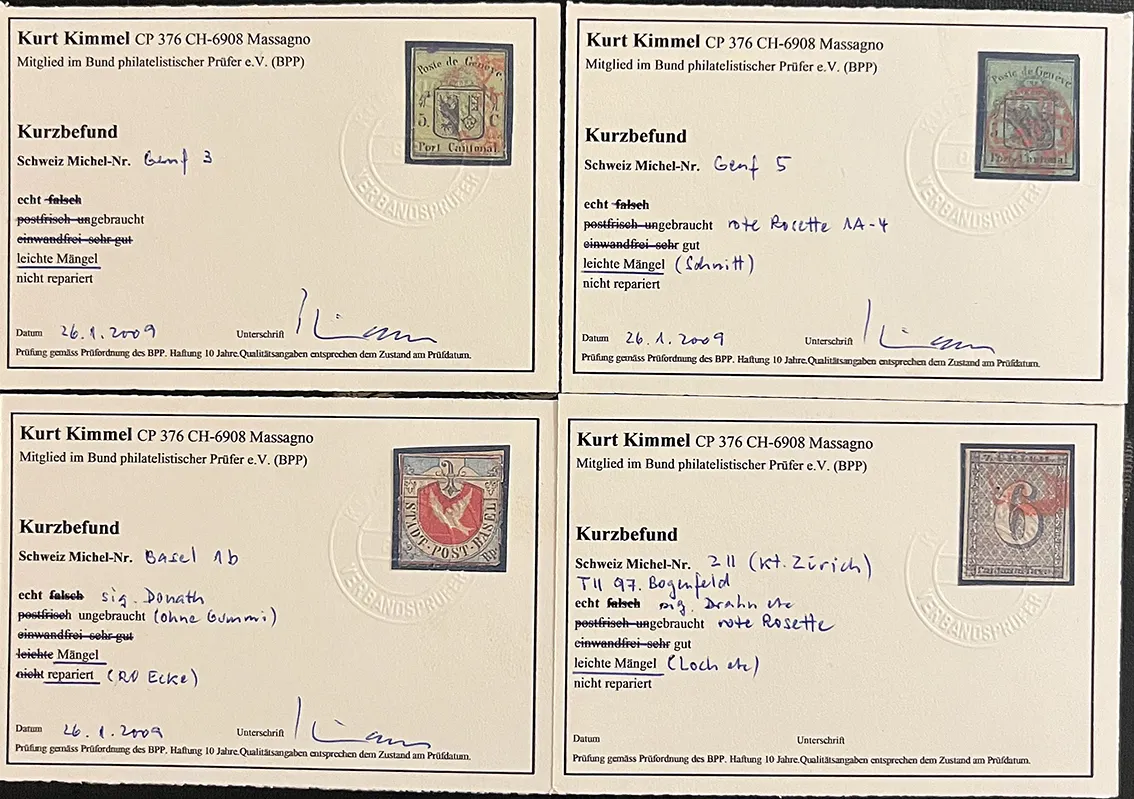 Kurt Kimmel CP 376 CH-6908 Massagno
Mitglied im Bund philatelistischer Prüfer e.V. (BPP)
Poste de Genève
5 C
Port Cantonal
Kurzbefund
Schweiz Michel-Nr. Genf 3
echt falsch
postfrisch ungebraucht
einwandfrei sehr gut
leichte Mängel
nicht repariert
Datum 26.1.2009 Unterschrift
Prüfung gemäss Prüfordnung des BPP. Haftung 10 Jahre.Qualitätsangaben entsprechen dem Zustand am Prüfdatum.
VERBANDSPRÜFER
Kurt Kimmel CP 376 CH-6908 Massagno
Mitglied im Bund philatelistischer Prüfer e.V. (BPP)
Poste de Genève
Port Cantonal
Kurzbefund
Schweiz Michel-Nr. Genf 5
echt falsch
postfrisch ungebraucht rote Rosette 1A-4
einwandfrei sehr gut
leichte Mängel (Schnitt)
nicht repariert
Datum 26.1.2009 Unterschrift
Prüfung gemäss Prüfordnung des BPP. Haftung 10 Jahre.Qualitätsangaben entsprechen dem Zustand am Prüfdatum.
VERBANDSPRÜFER
Kurt Kimmel CP 376 CH-6908 Massagno
Mitglied im Bund philatelistischer Prüfer e.V. (BPP)
STADT-POST-BASEL
2½ Rp.
Kurzbefund
Schweiz Michel-Nr. Basel 1b
echt falsch sig. Donath
postfrisch ungebraucht (ohne Gummi)
einwandfrei sehr gut
leichte Mängel
nicht repariert (RO Ecke)
Datum 26.1.2009 Unterschrift
Prüfung gemäss Prüfordnung des BPP. Haftung 10 Jahre.Qualitätsangaben entsprechen dem Zustand am Prüfdatum.
VERBANDSPRÜFER
Kurt Kimmel CP 376 CH-6908 Massagno
Mitglied im Bund philatelistischer Prüfer e.V. (BPP)
6
Kurzbefund
Schweiz Michel-Nr. 2II (Kt. Zürich)
TII 97. Bogenfeld
echt falsch sig. Drahn etc
postfrisch ungebraucht rote Rosette
einwandfrei sehr gut
leichte Mängel (Loch etc)
nicht repariert
Datum Unterschrift
Prüfung gemäss Prüfordnung des BPP. Haftung 10 Jahre.Qualitätsangaben entsprechen dem Zustand am Prüfdatum.
VERBANDSPRÜFER